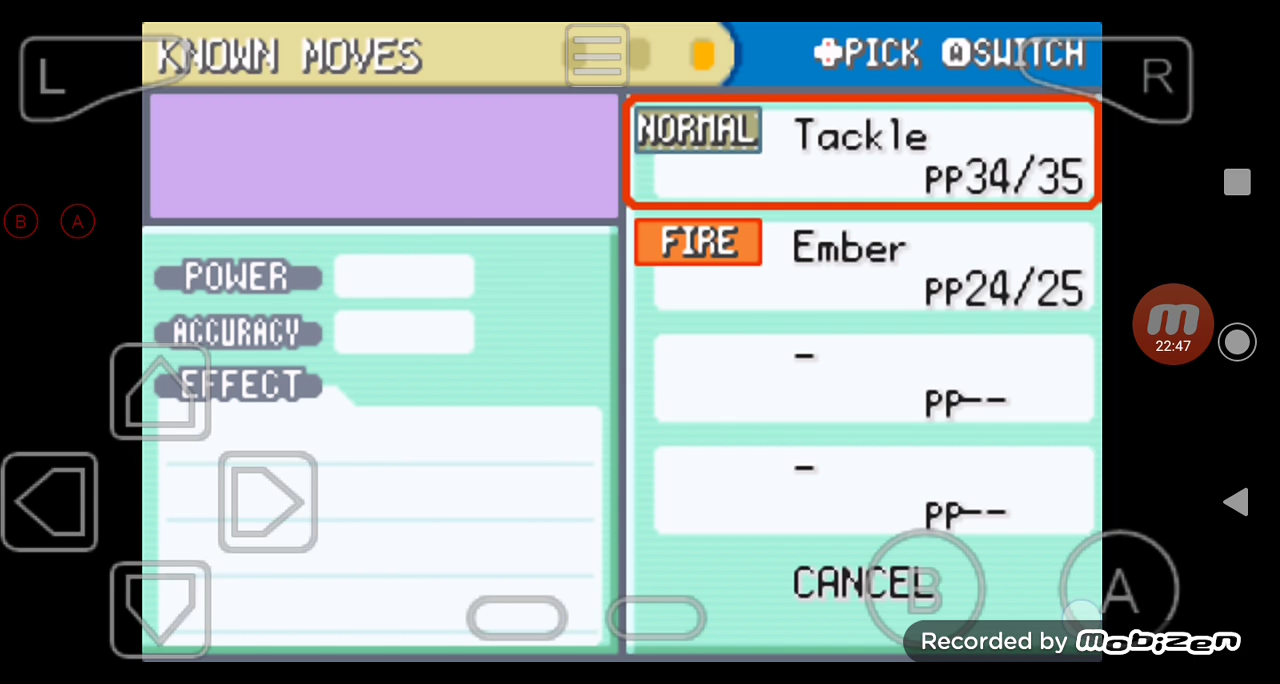 KNOWN MOVES
PICK A SWITCH
L
R
NORMAL Tackle
PP34/35
FIRE Ember
PP24/25
B A
POWER
ACCURACY
EFFECT
-
PP--
-
PP--
CANCEL
B
A
22:47
Recorded by Mobizen